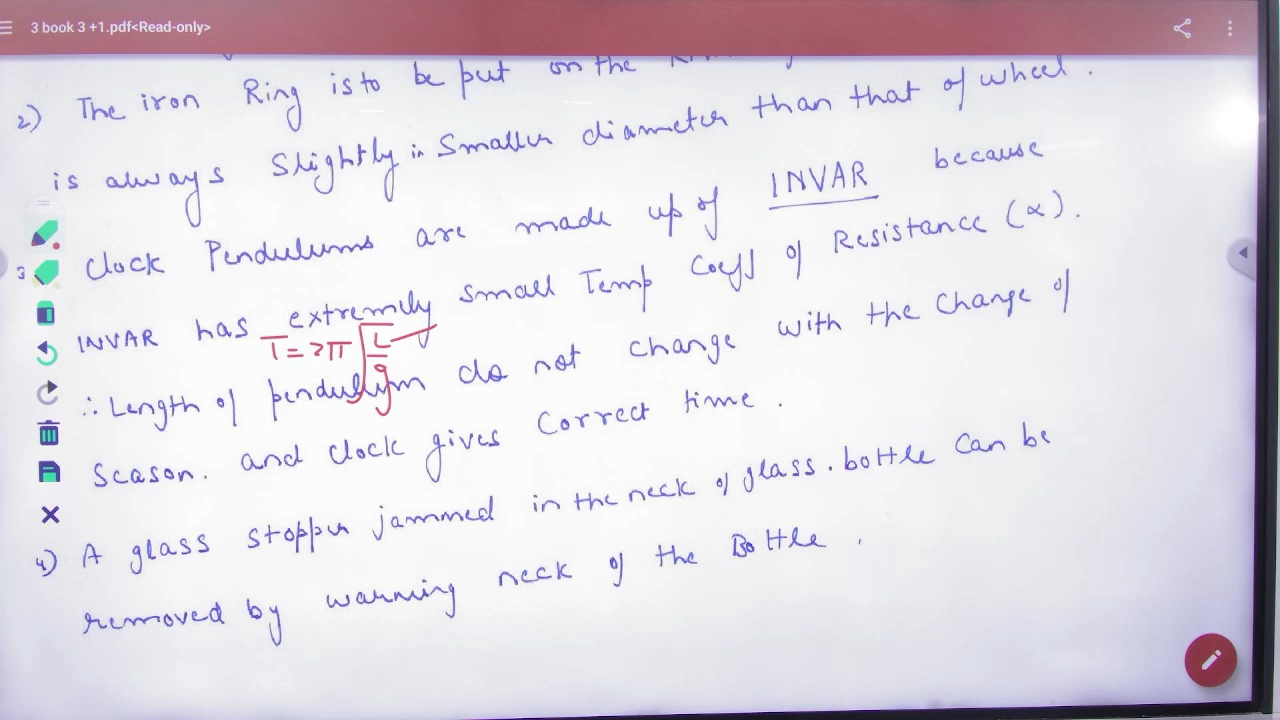 3 book 3 +1.pdf<Read-only>
2) The iron Ring is to be put on the
is always Slightly in Smaller diameter than that of wheel.
3 Clock Pendulums are made up of INVAR because
INVAR has extremely small Temp Coeff of Resistance (α).
T = 2π √L/g
∴ Length of pendulum do not change with the Change of
Season. and clock gives Correct time.
4) A glass stopper jammed in the neck of glass. bottle Can be
removed by warming neck of the Bottle.